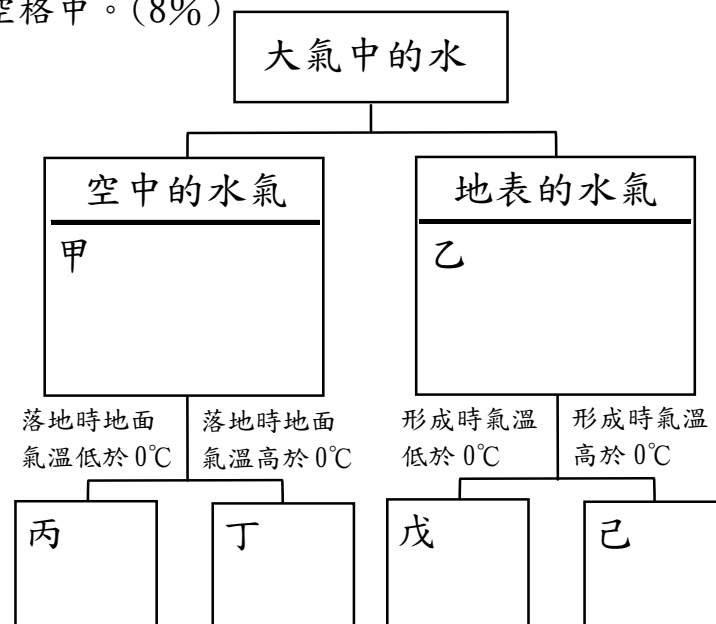 空格中。(8%)
大氣中的水
空中的水氣
甲
地表的水氣
乙
落地時地面
氣溫低於 0℃
落地時地面
氣溫高於 0℃
形成時氣溫
低於 0℃
形成時氣溫
高於 0℃
丙
丁
戊
己